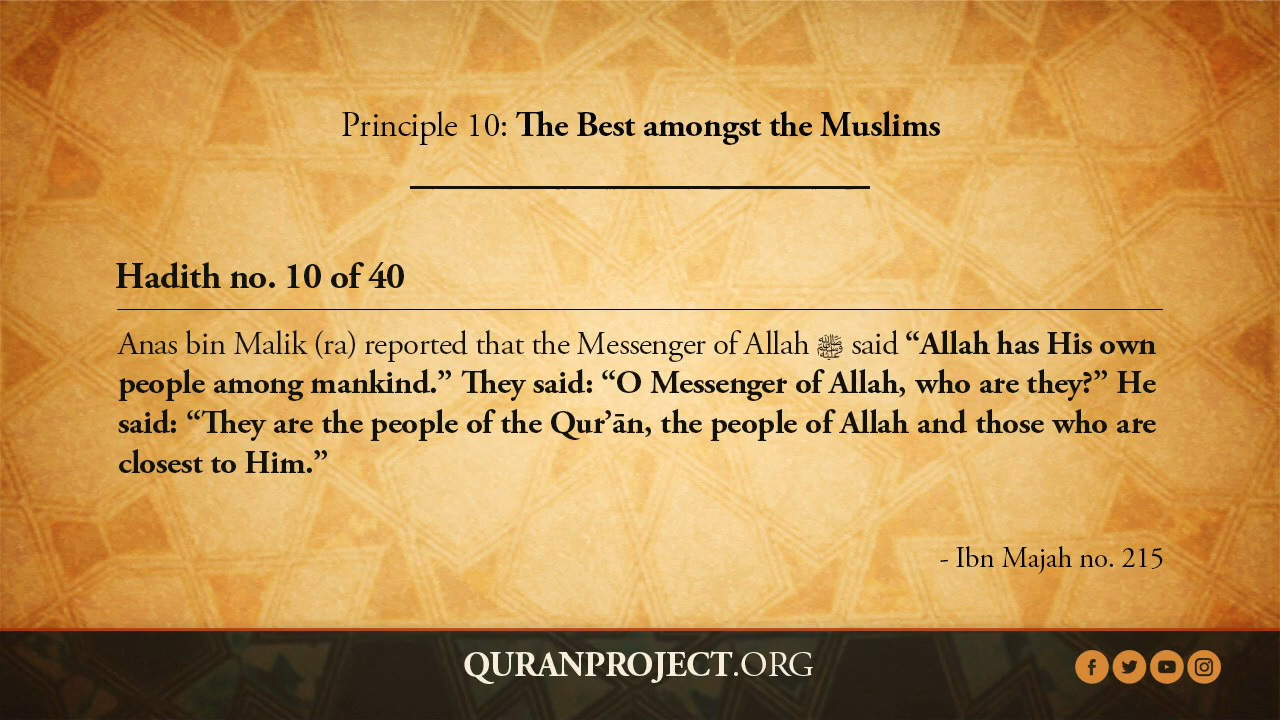 Principle 10: The Best amongst the Muslims
Hadith no. 10 of 40
Anas bin Malik (ra) reported that the Messenger of Allah ﷺ said “Allah has His own
people among mankind.” They said: “O Messenger of Allah, who are they?” He
said: “They are the people of the Qur’ān, the people of Allah and those who are
closest to Him.”
- Ibn Majah no. 215
QURANPROJECT.ORG